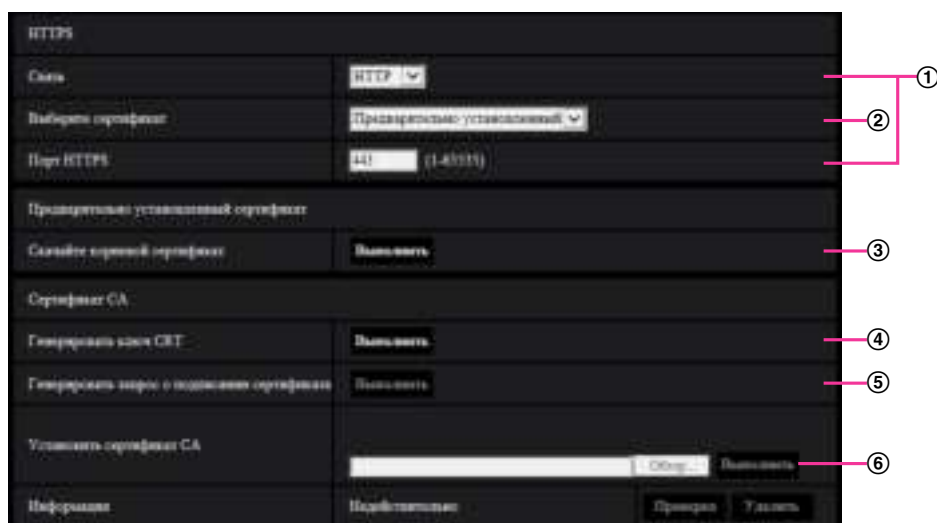 HTTPS
Связь HTTP ①
Выберите сертификат Предварительно установленный ②
Порт HTTPS 443 (1-65535)
Предварительно установленный сертификат
Скачайте корневой сертификат Выполнить ③
Сертификат CA
Генерировать ключ CRT Выполнить ④
Генерировать запрос о подписании сертификата Выполнить ⑤
Установить сертификат CA
Обзор... Выполнить ⑥
Информация Недействительно Проверка Удалить